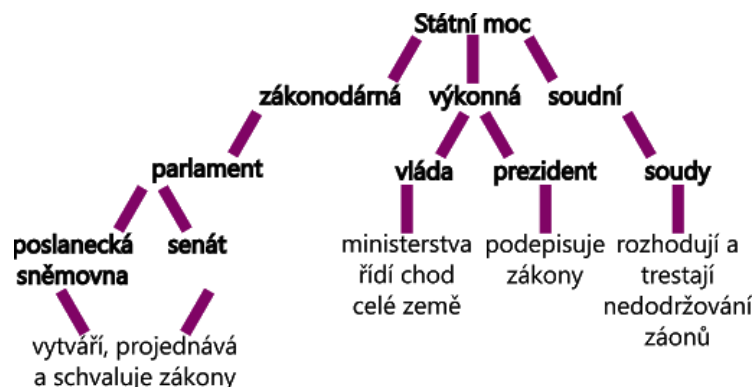 Státní moc
zákonodárná výkonná soudní
parlament vláda prezident soudy
poslanecká
sněmovna
senát
ministerstva
řídí chod
celé země
podepisuje
zákony
rozhodují a
trestají
nedodržování
záonů
vytváří, projednává
a schvaluje zákony